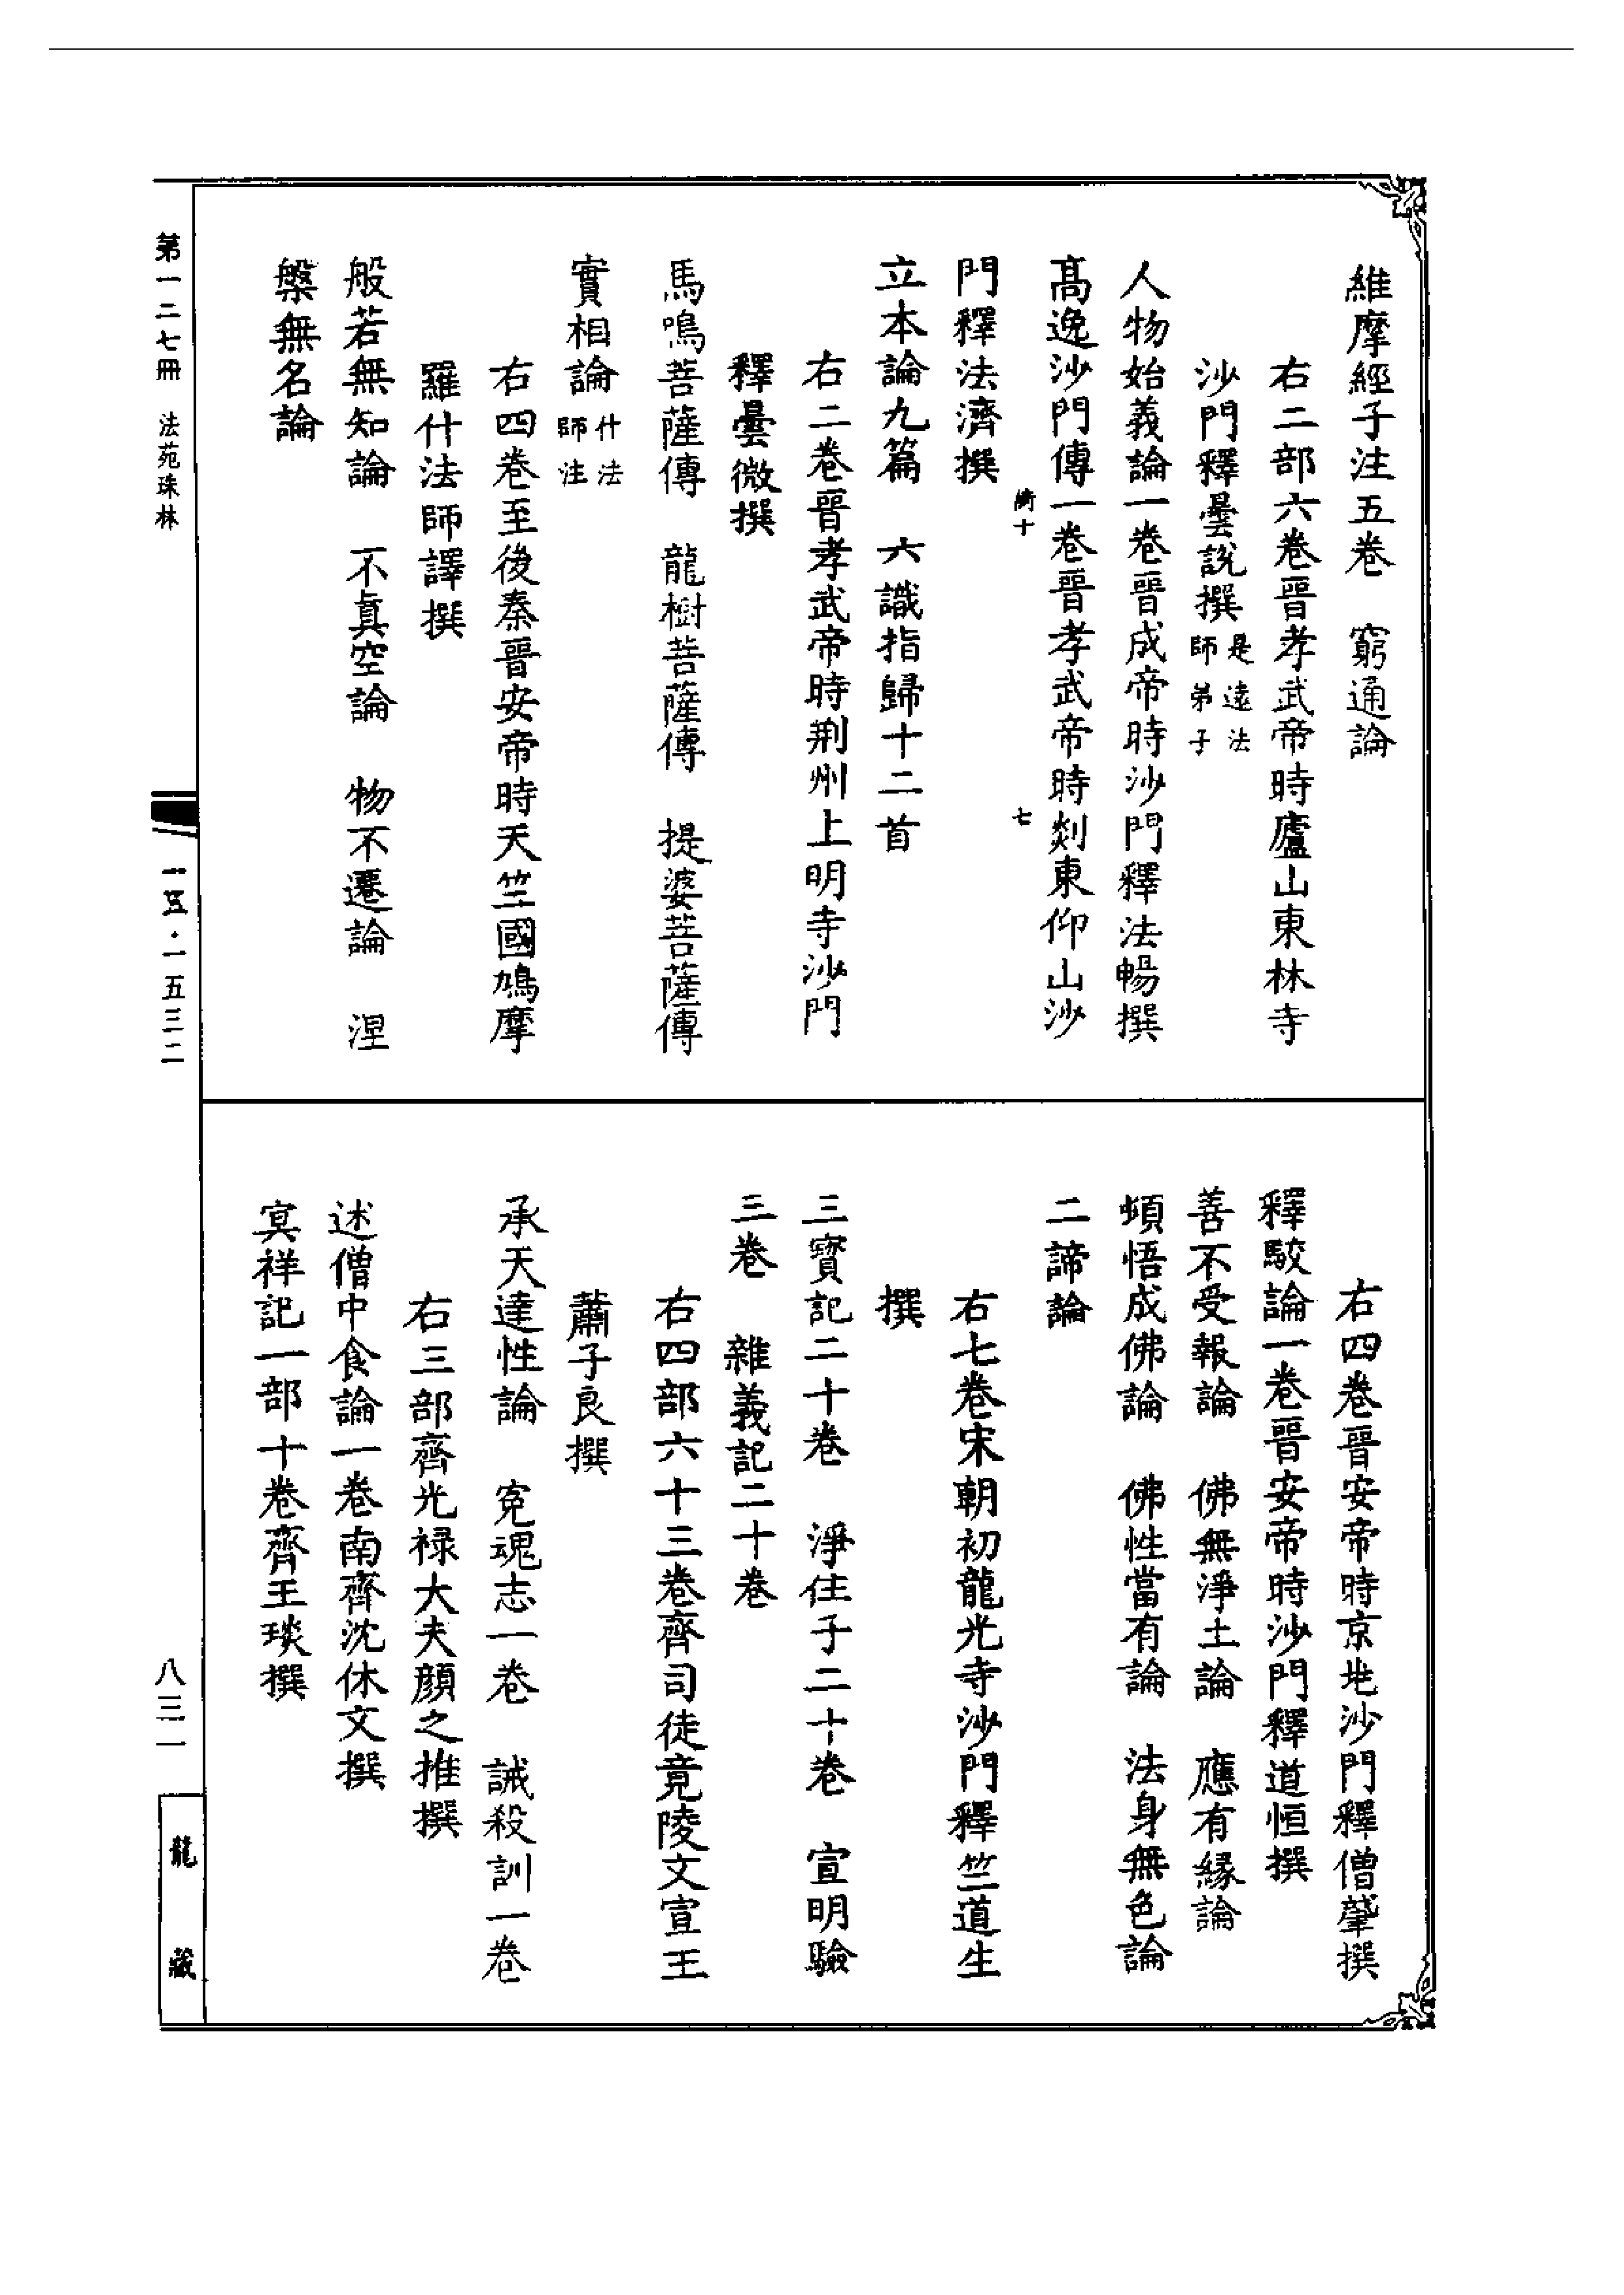 維摩經子注五卷　窮通論
右二部六卷晉孝武帝時廬山東林寺
沙門釋曇詵撰是遠法師弟子
人物始義論一卷晉成帝時沙門釋法暢撰
高逸沙門傳一卷晉孝武帝時剡東仰山沙
門釋法濟撰
七
立本論九篇　六識指歸十二首
右二卷晉孝武帝時荆州上明寺沙門
釋曇微撰
馬鳴菩薩傳　龍樹菩薩傳　提婆菩薩傳
實相論什法師注
右四卷至後秦晉安帝時天竺國鳩摩
羅什法師譯撰
般若無知論　不真空論　物不遷論　涅
槃無名論
右四卷晉安帝時京地沙門釋僧肇撰
釋駮論一卷晉安帝時沙門釋道恒撰
善不受報論　佛無淨土論　應有緣論
頓悟成佛論　佛性當有論　法身無色論
二諦論
右七卷宋朝初龍光寺沙門釋竺道生
撰
三寳記二十卷　淨住子二十卷　宣明驗
三卷　雜義記二十卷
右四部六十三卷齊司徒竟陵文宣王
蕭子良撰
承天達性論　寃魂志一卷　誡殺訓一卷
右三部齊光禄大夫顔之推撰
述僧中食論一卷南齊沈休文撰
冥祥記一部十卷齊王琰撰
第一二七冊　法苑珠林
一五五·一五三二
八三二
龍藏